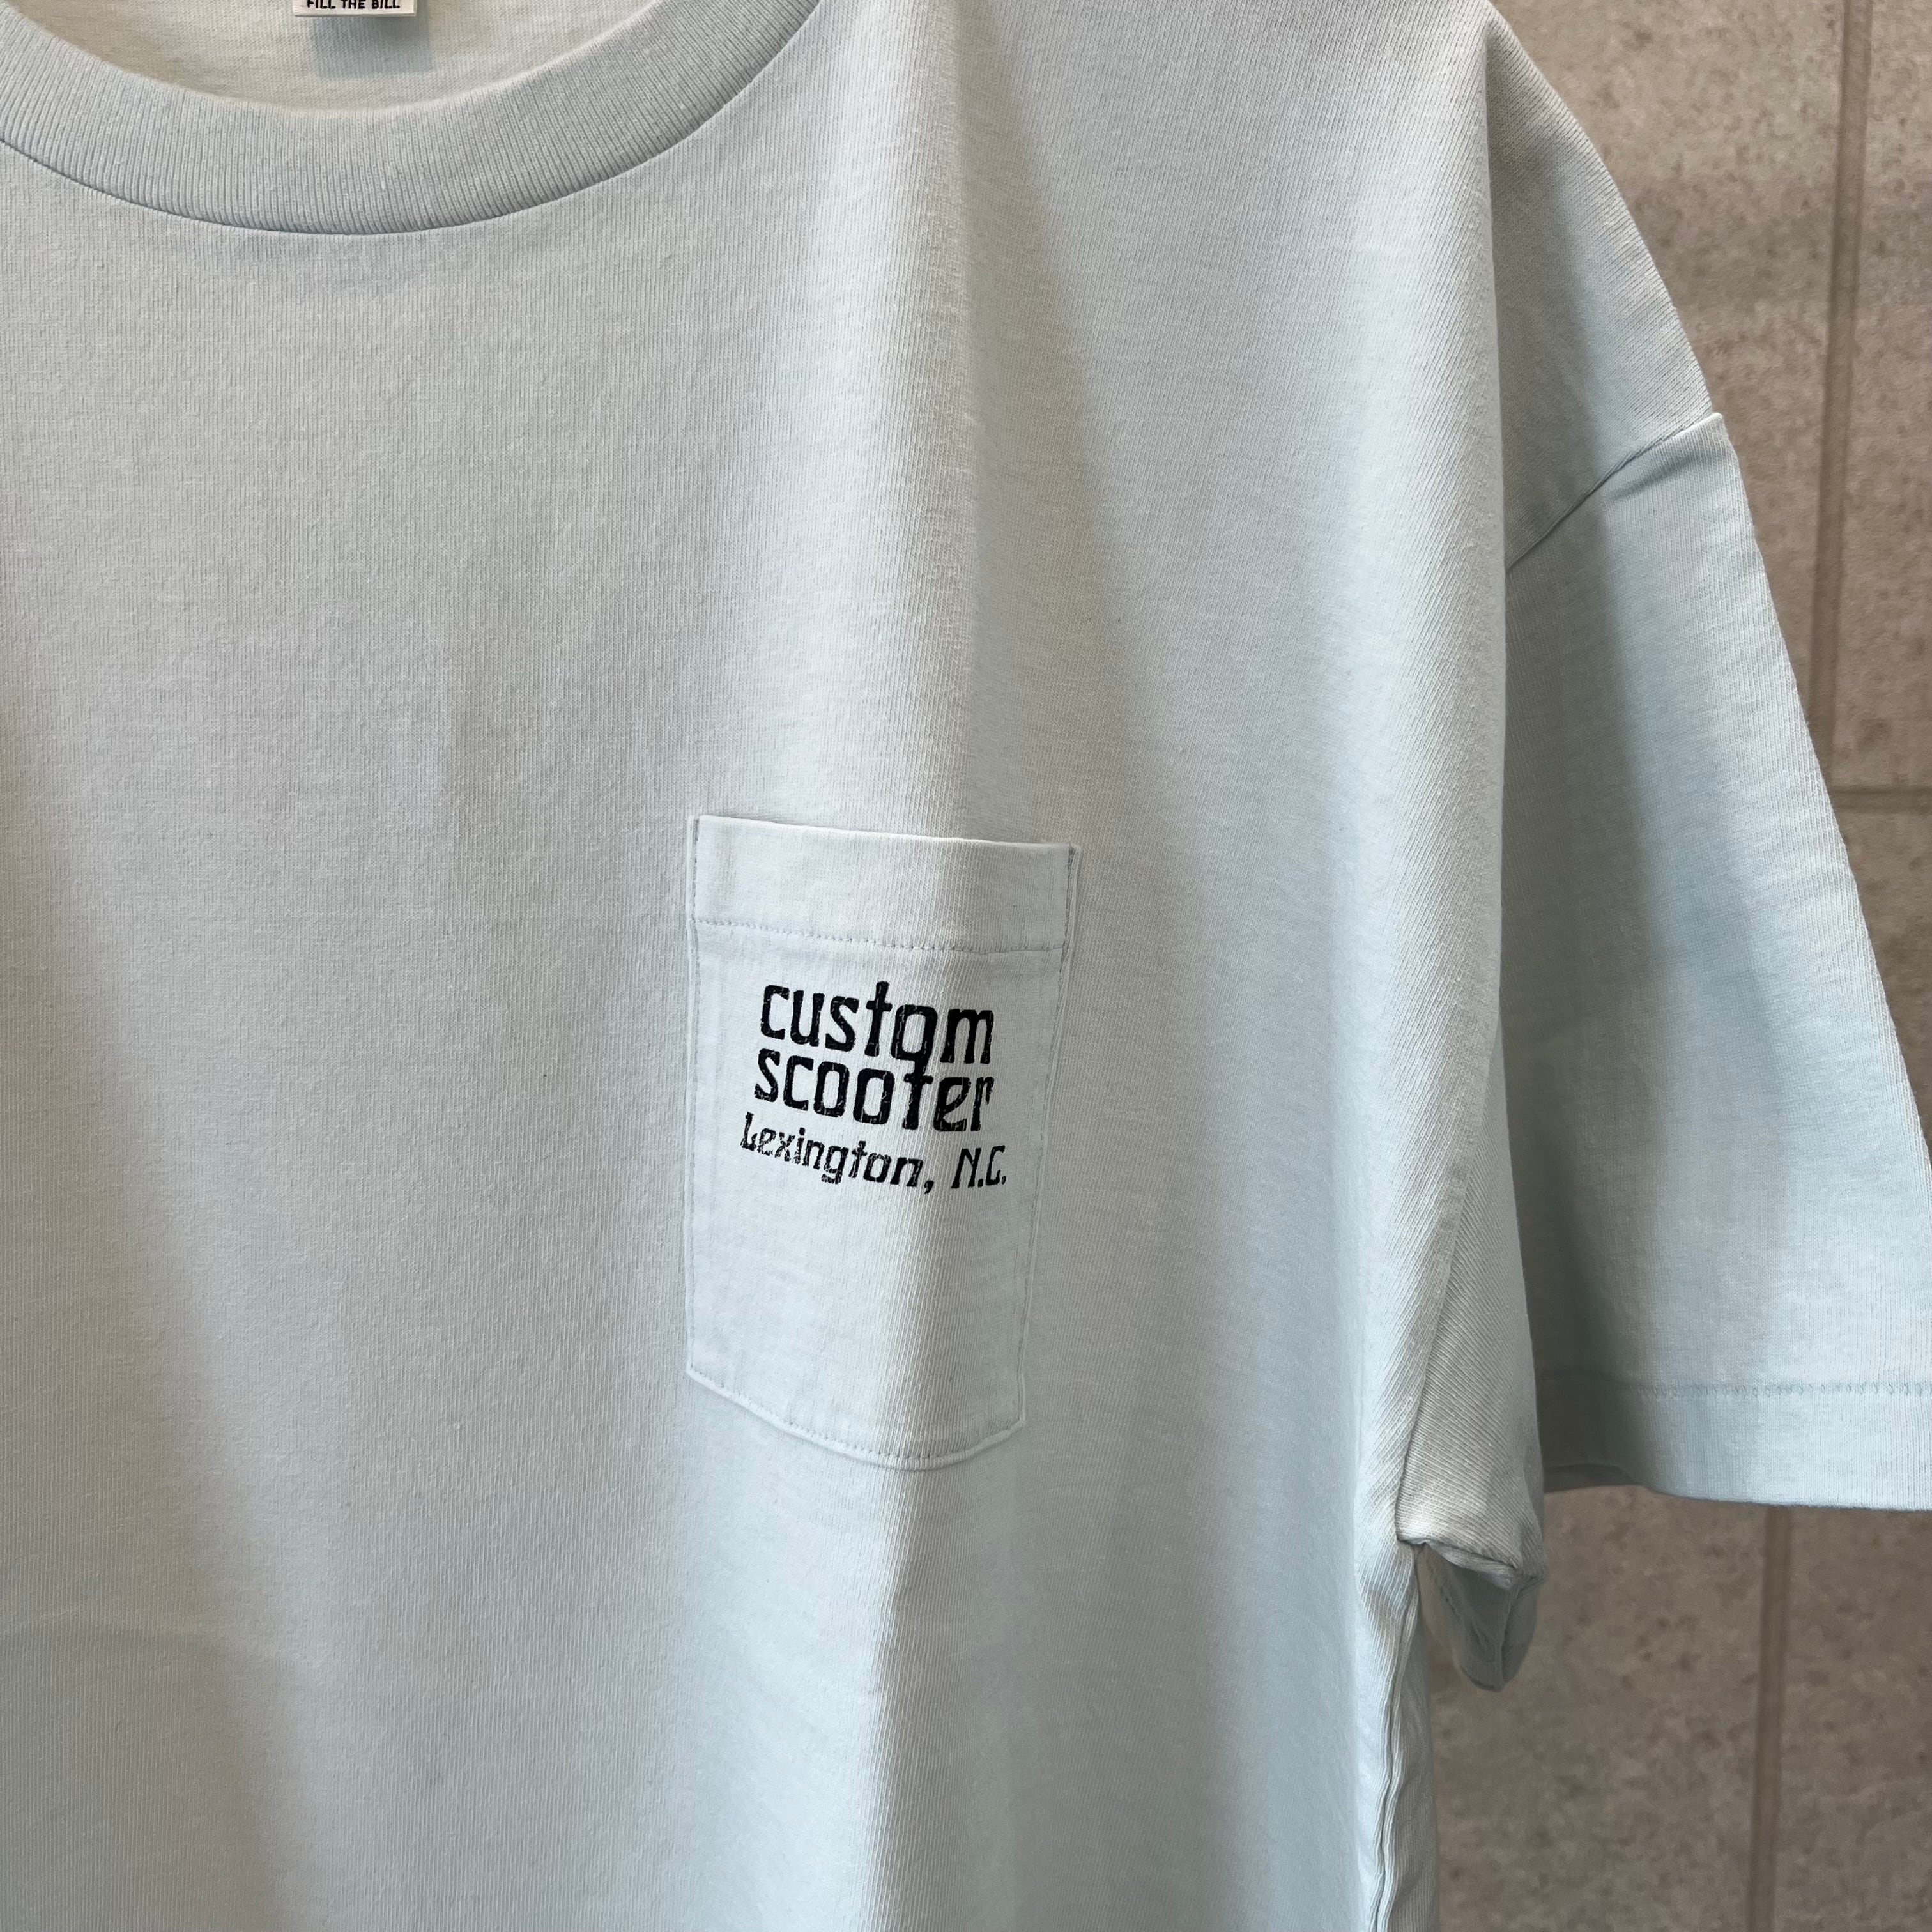 FILL THE BILL
custom
scooter
Lexington, N.C.